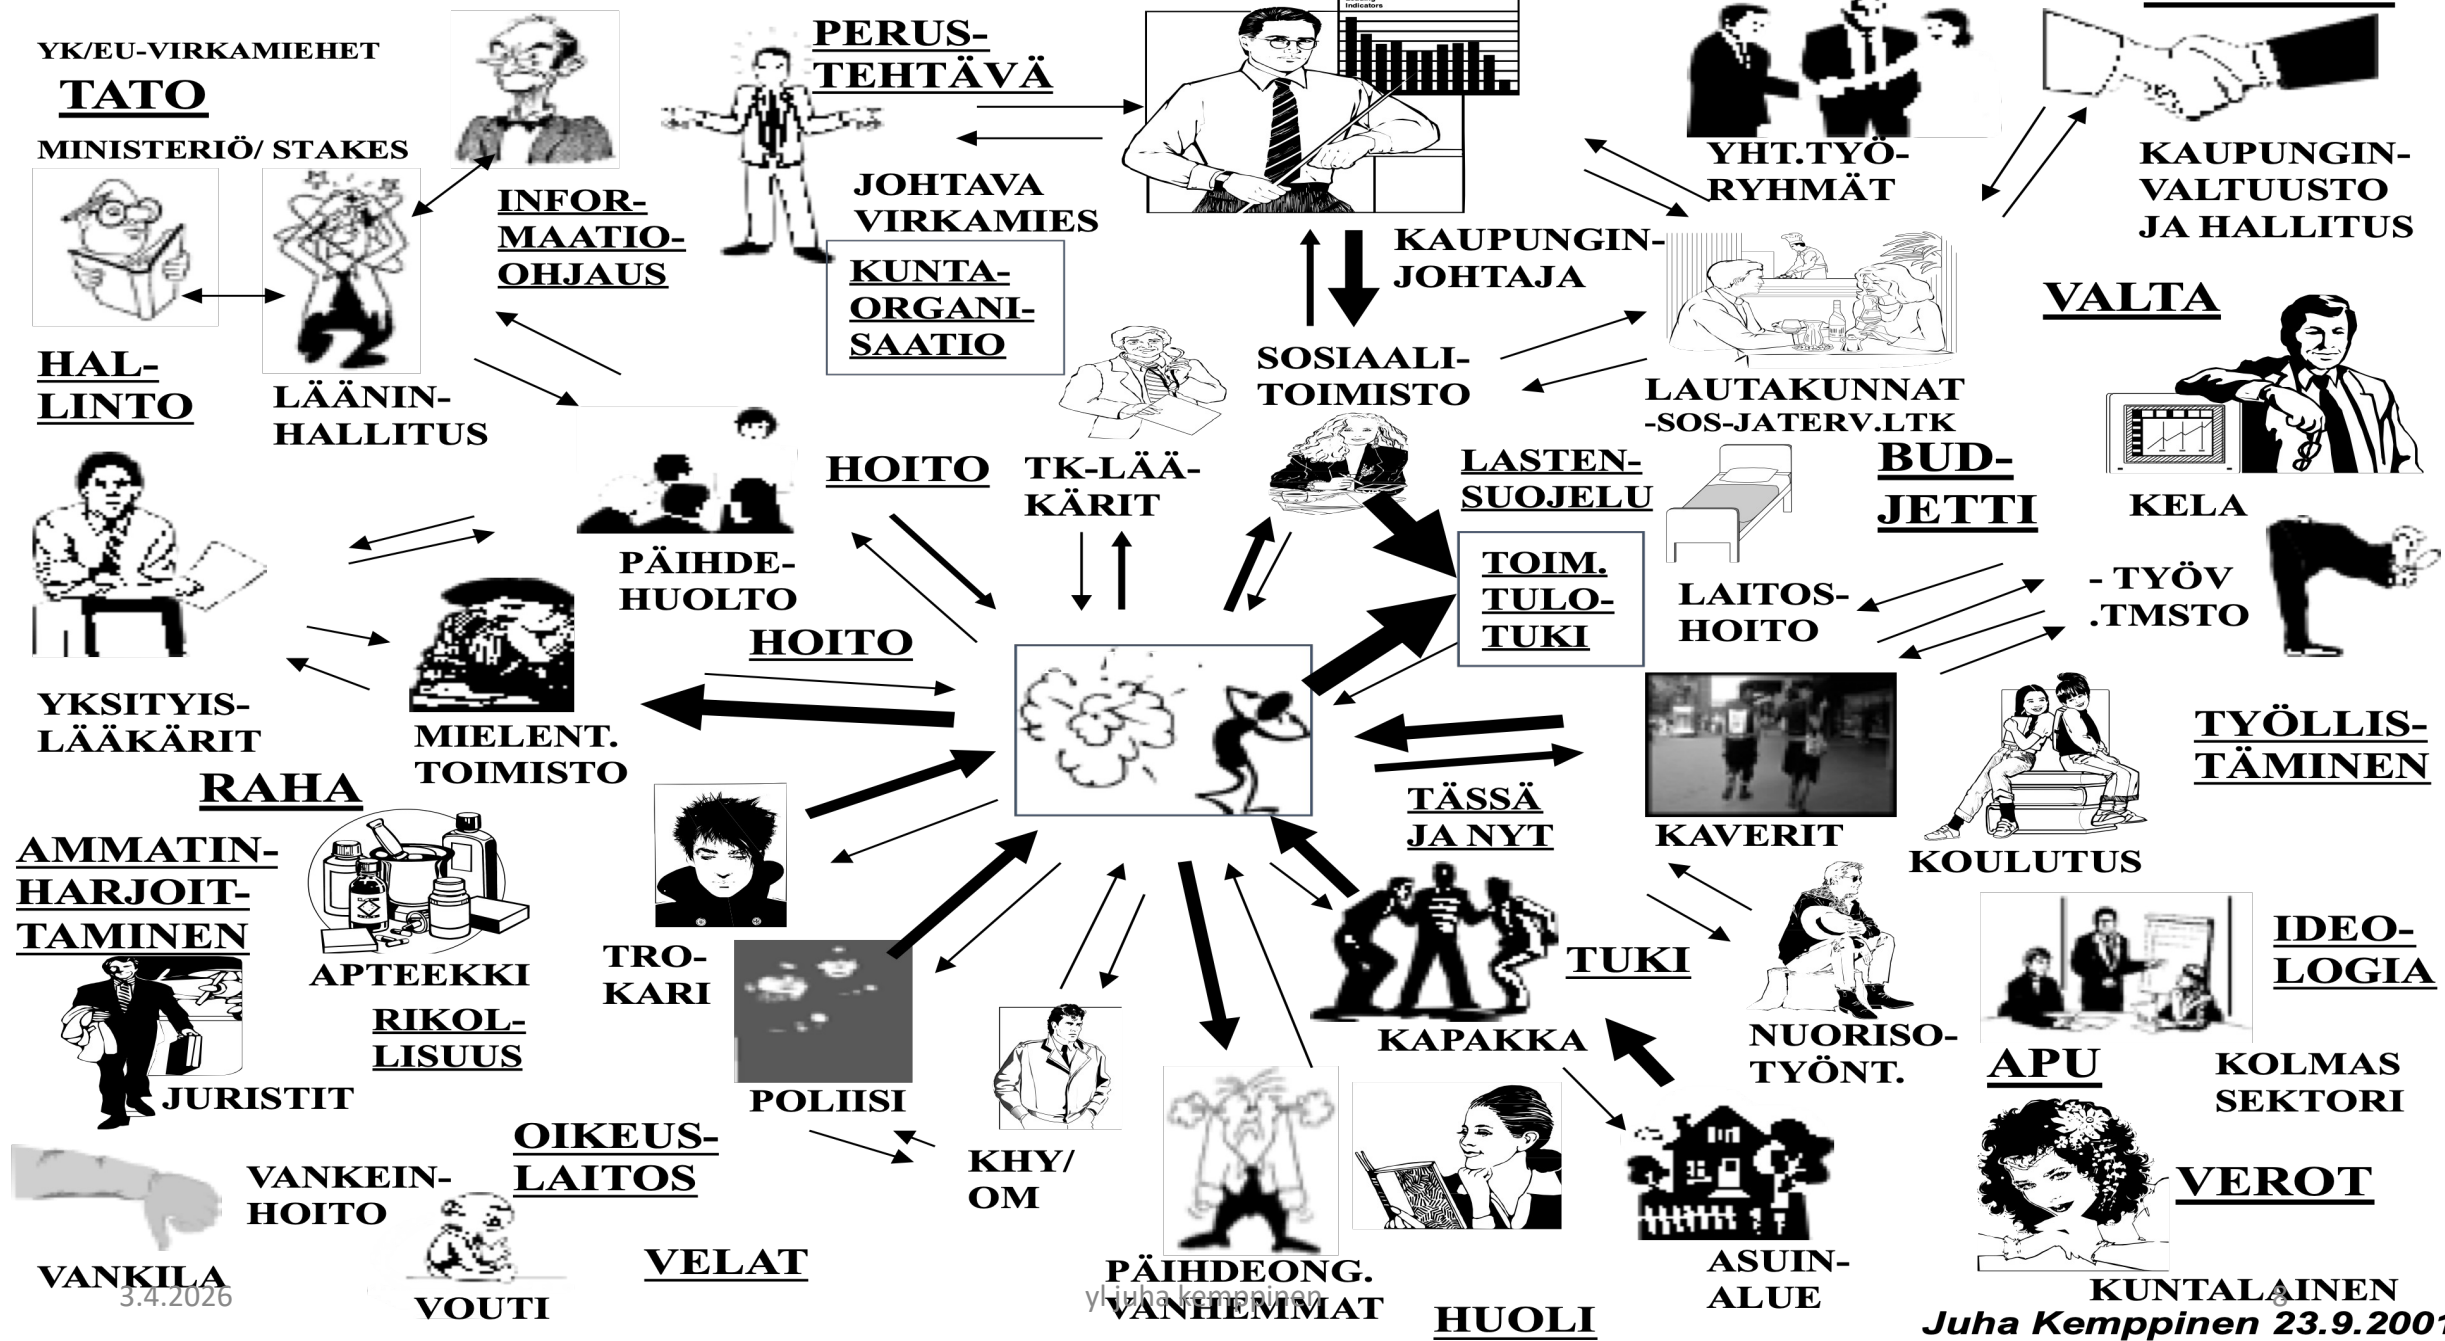 Indicators
YK/EU-VIRKAMIEHET
TATO
MINISTERIÖ/ STAKES
HAL-
LINTO
LÄÄNIN-
HALLITUS
INFOR-
MAATIO-
OHJAUS
PERUS-
TEHTÄVÄ
JOHTAVA
VIRKAMIES
KUNTA-
ORGANI-
SAATIO
KAUPUNGIN-
JOHTAJA
YHT.TYÖ-
RYHMÄT
KAUPUNGIN-
VALTUUSTO
JA HALLITUS
VALTA
SOSIAALI-
TOIMISTO
LAUTAKUNNAT
-SOS-JATERV.LTK
BUD-
JETTI
KELA
HOITO
TK-LÄÄ-
KÄRIT
LASTEN-
SUOJELU
PÄIHDE-
HUOLTO
TOIM.
TULO-
TUKI
LAITOS-
HOITO
- TYÖV
.TMSTO
HOITO
YKSITYIS-
LÄÄKÄRIT
MIELENT.
TOIMISTO
TYÖLLIS-
TÄMINEN
RAHA
TÄSSÄ
JA NYT
KAVERIT
KOULUTUS
AMMATIN-
HARJOIT-
TAMINEN
APTEEKKI
TRO-
KARI
TUKI
IDEO-
LOGIA
RIKOL-
LISUUS
KAPAKKA
NUORISO-
TYÖNT.
APU
KOLMAS
SEKTORI
JURISTIT
POLIISI
OIKEUS-
LAITOS
KHY/
OM
VANKEIN-
HOITO
VEROT
VANKILA
VELAT
VOUTI
PÄIHDEONG.
VANHEMMAT
HUOLI
ASUIN-
ALUE
KUNTALAINEN
3.4.2026
yl juha kemppinen
8
Juha Kemppinen 23.9.2001